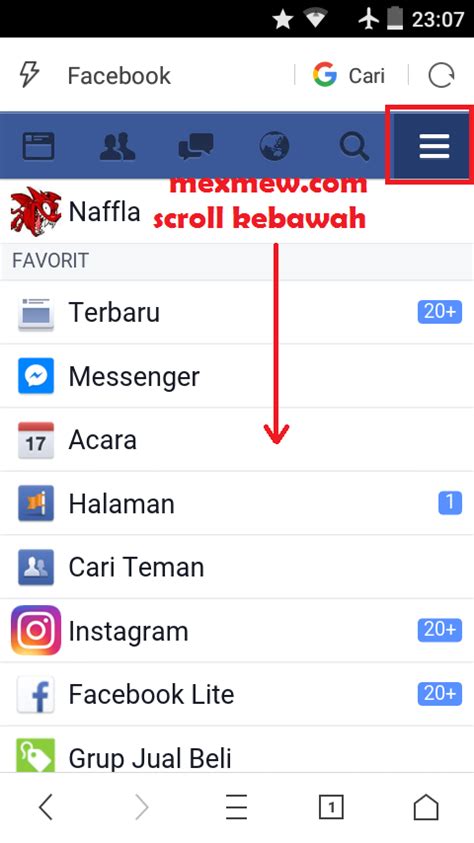 23:07
Facebook
Cari
mexmew.com
Naffla
scroll kebawah
FAVORIT
Terbaru
20+
Messenger
17
Acara
Halaman
1
Cari Teman
Instagram
20+
Facebook Lite
20+
Grup Jual Beli
1